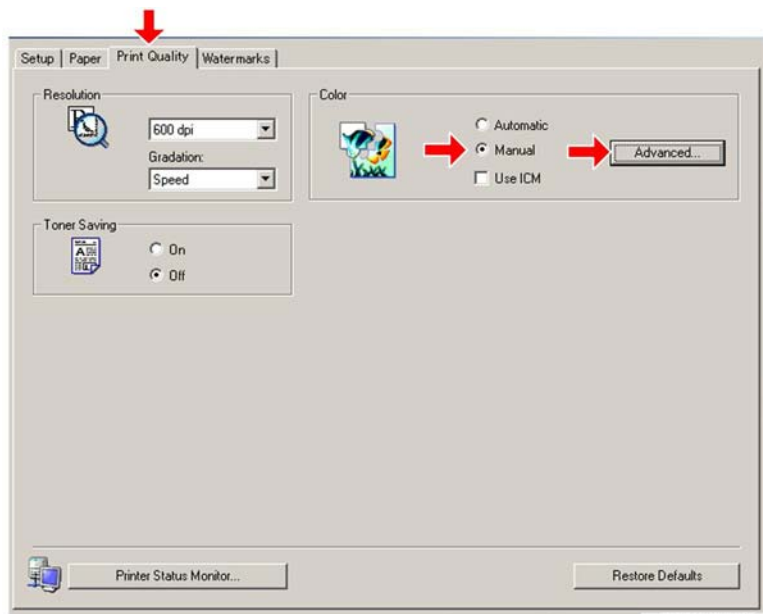 Setup
Paper
Print Quality
Watermarks
Resolution
600 dpi
Gradation:
Speed
Color
Automatic
Manual
Use ICM
Advanced...
Toner Saving
On
Off
Printer Status Monitor...
Restore Defaults